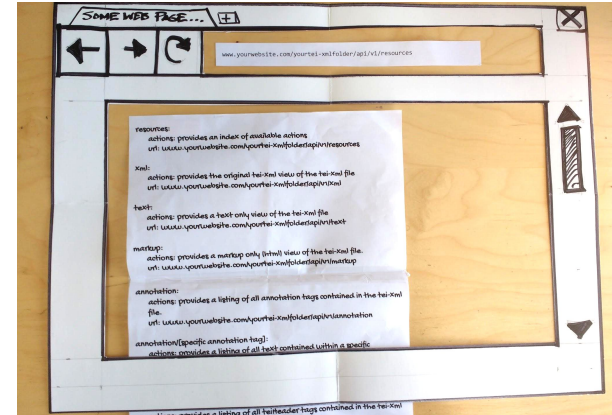 SOME WEB PAGE...
www.yourwebsite.com/yourtei-xmlfolder/api/v1/resources
resources:
actions: provides an index of available actions
url: www.yourwebsite.com/yourtei-xmlfolder/api/v1/resources
xml:
actions: provides the original tei-xml view of the tei-xml file
url: www.yourwebsite.com/yourtei-xmlfolder/api/v1/xml
text:
actions: provides a text only view of the tei-xml file
url: www.yourwebsite.com/yourtei-xmlfolder/api/v1/text
markup:
actions: provides a markup only (html) view of the tei-xml file.
url: www.yourwebsite.com/yourtei-xmlfolder/api/v1/markup
annotation:
actions: provides a listing of all annotation tags contained in the tei-xml
file.
url: www.yourwebsite.com/yourtei-xmlfolder/api/v1/annotation
annotation/[specific annotation tag]:
actions: provides a listing of all text contained within a specific
actions: provides a listing of all teiheader tags contained in the tei-xml